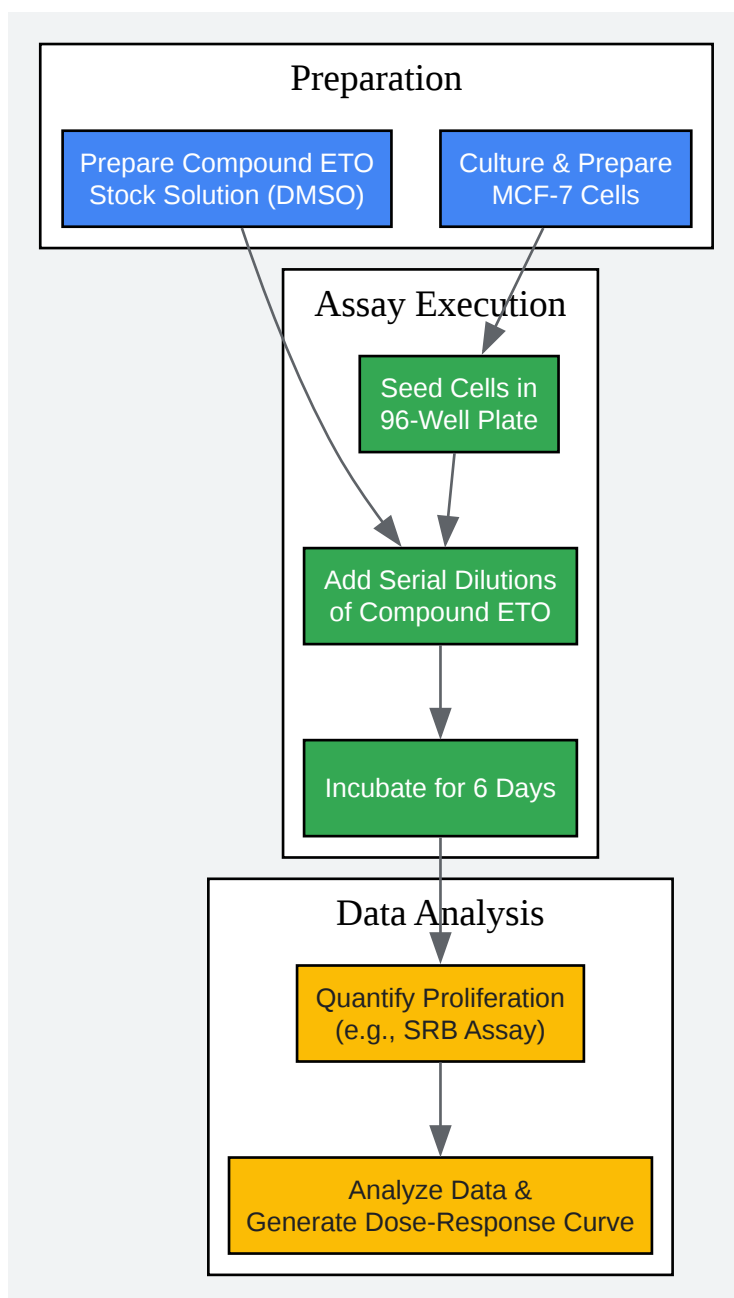 Preparation
Prepare Compound ETO
Stock Solution (DMSO)
Culture & Prepare
MCF-7 Cells
Assay Execution
Seed Cells in
96-Well Plate
Add Serial Dilutions
of Compound ETO
Incubate for 6 Days
Data Analysis
Quantify Proliferation
(e.g., SRB Assay)
Analyze Data &
Generate Dose-Response Curve